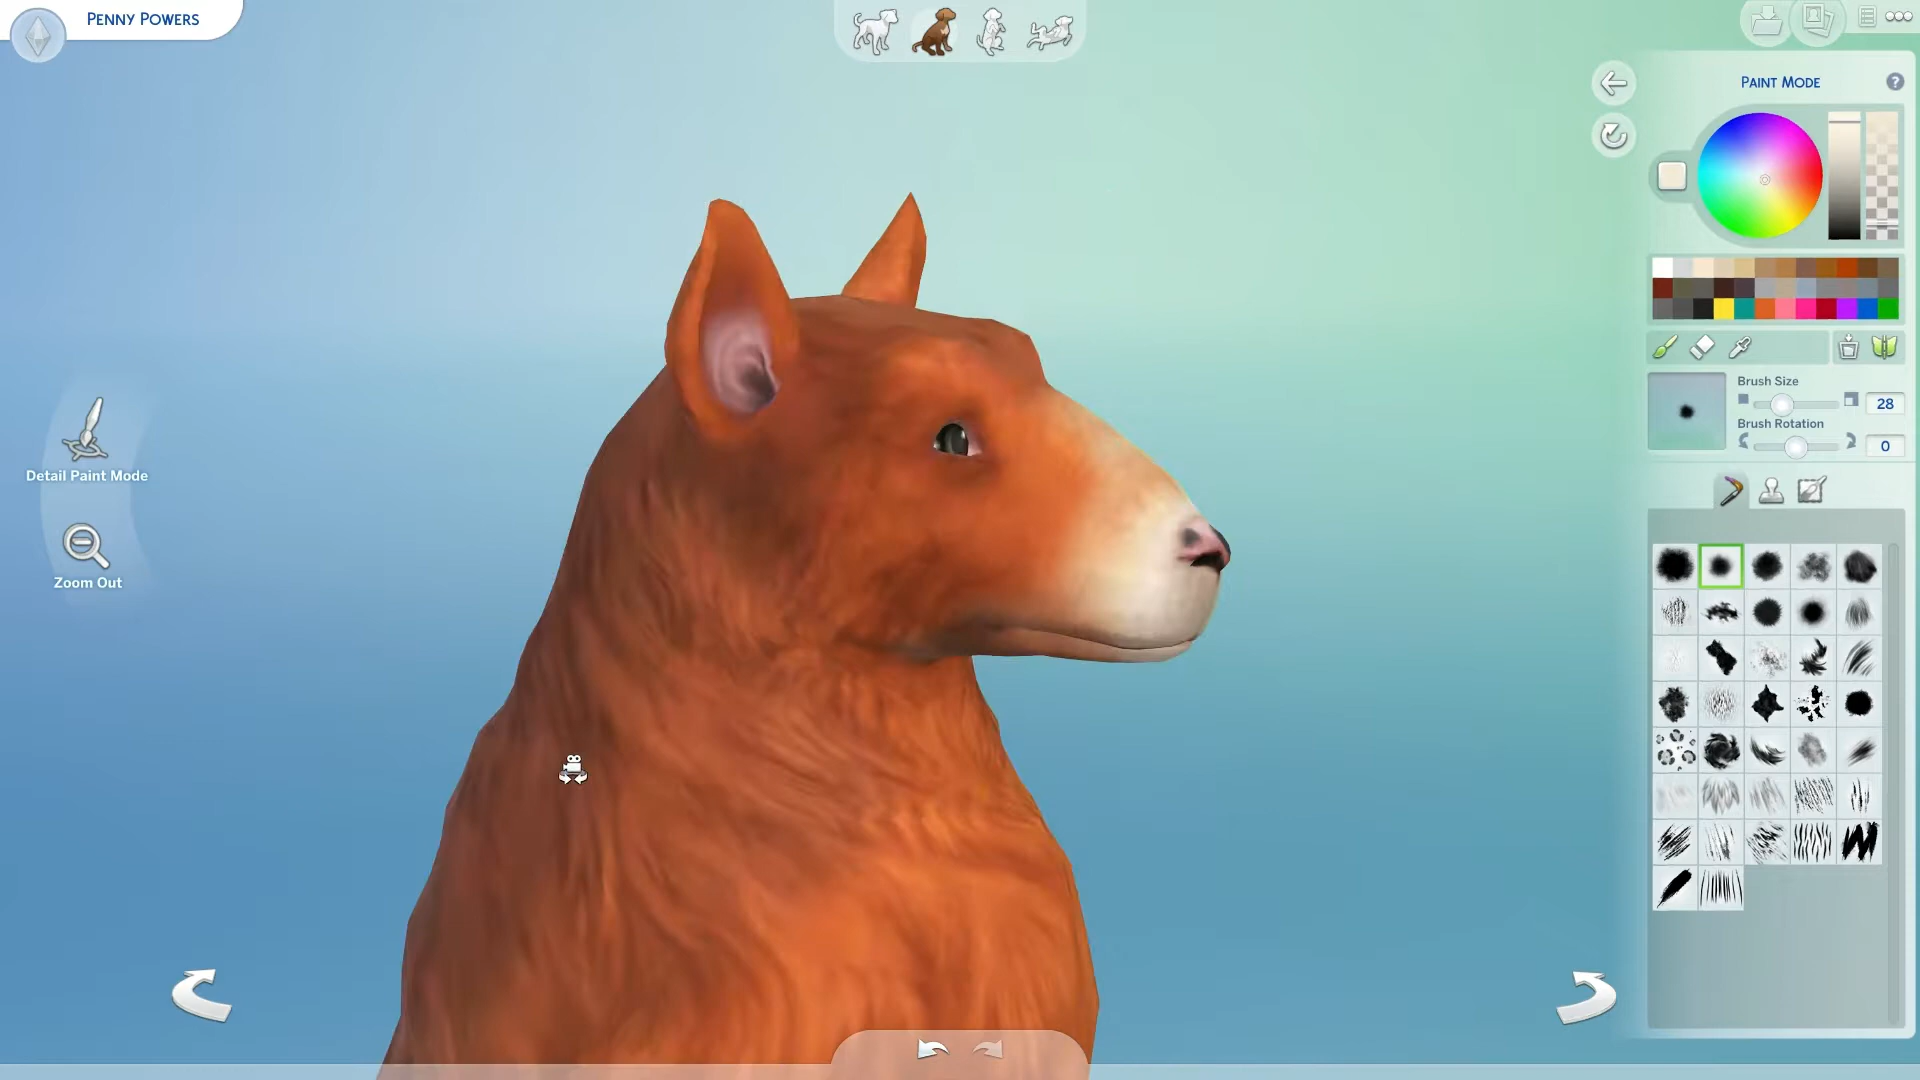 PENNY POWERS
PAINT MODE
?
Brush Size
28
Brush Rotation
0
Detail Paint Mode
Zoom Out